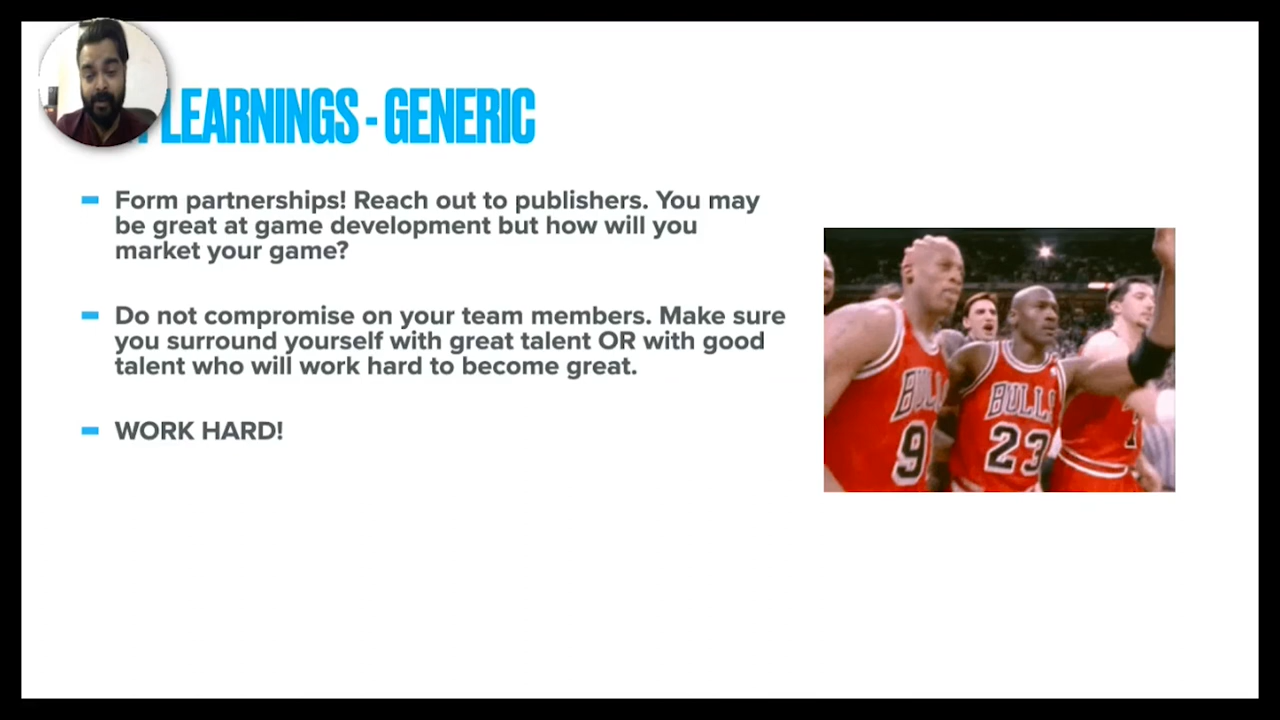 LEARNINGS - GENERIC
Form partnerships! Reach out to publishers. You may
be great at game development but how will you
market your game?
Do not compromise on your team members. Make sure
you surround yourself with great talent OR with good
talent who will work hard to become great.
WORK HARD!
BULLS
9
23